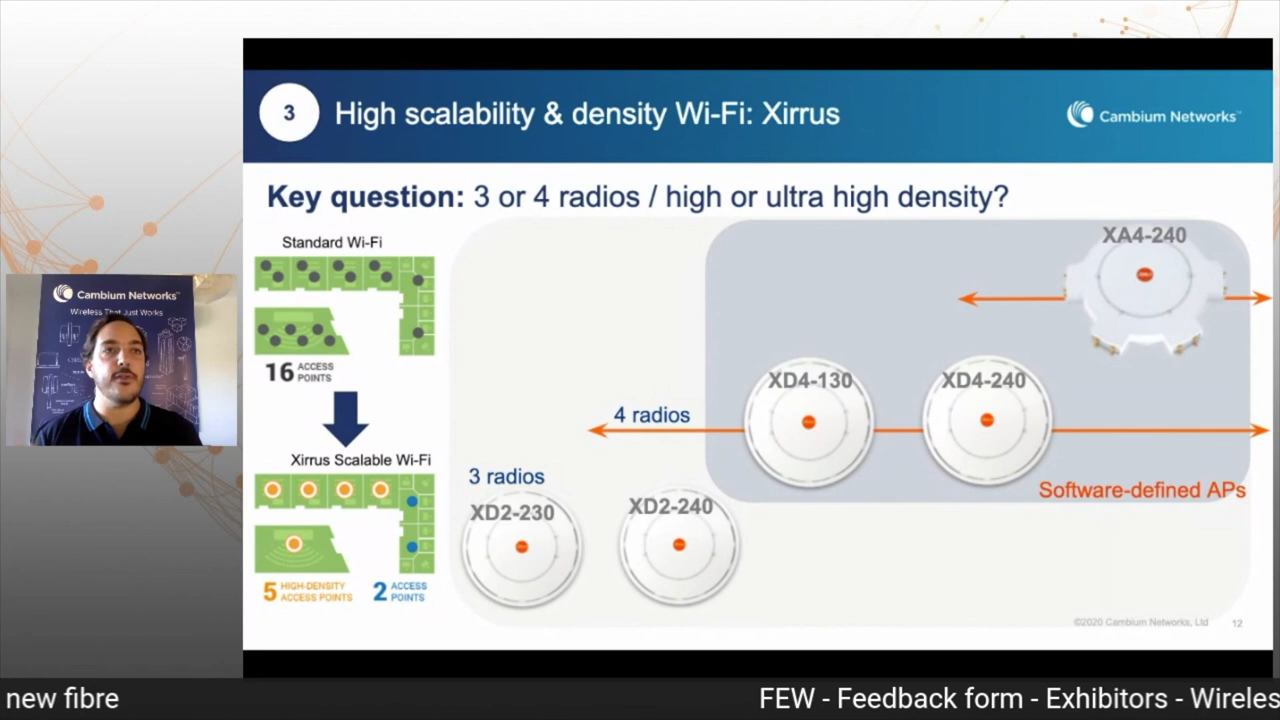 3
High scalability & density Wi-Fi: Xirrus
Cambium Networks™
Key question: 3 or 4 radios / high or ultra high density?
Standard Wi-Fi
16 ACCESS
POINTS
Xirrus Scalable Wi-Fi
5 HIGH-DENSITY
ACCESS POINTS
2 ACCESS
POINTS
XA4-240
XD4-130
XD4-240
4 radios
Software-defined APs
3 radios
XD2-230
XD2-240
©2020 Cambium Networks, Ltd
12
Cambium Networks™
Wireless That Just Works
new fibre
FEW - Feedback form - Exhibitors - Wireles